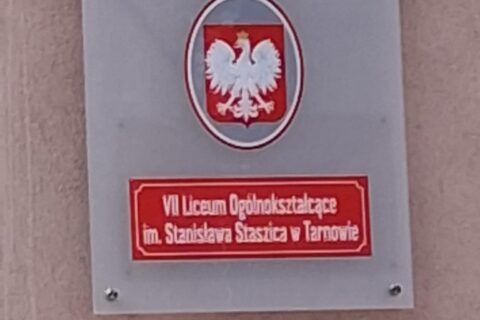 VII Liceum Ogólnokształcące
im. Stanisława Staszica w Tarnowie